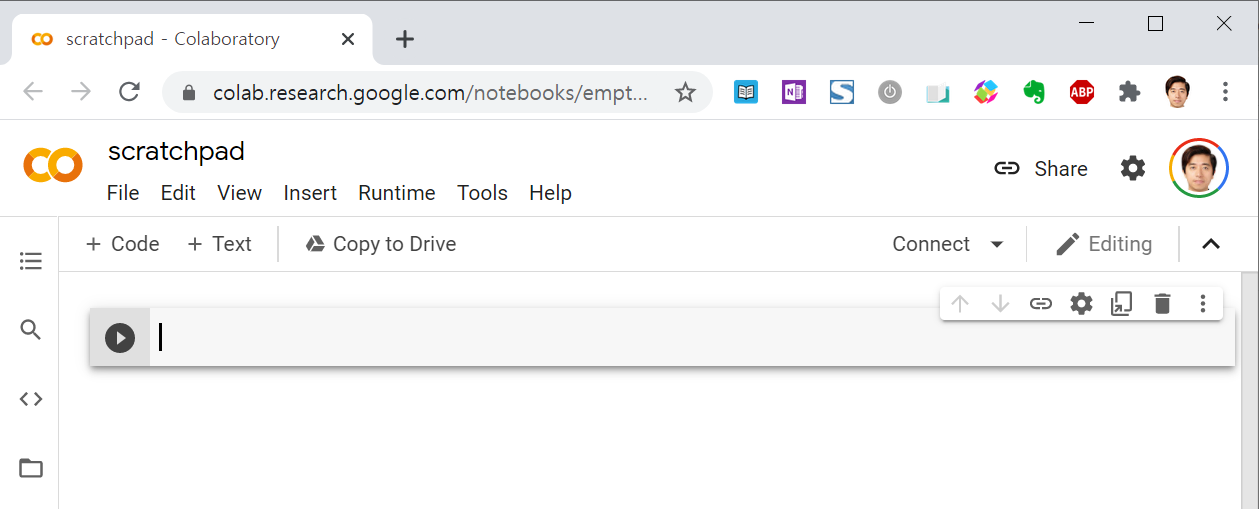 scratchpad - Colaboratory
colab.research.google.com/notebooks/empt...
ABP
scratchpad
Share
File Edit View Insert Runtime Tools Help
+ Code + Text Copy to Drive Connect Editing